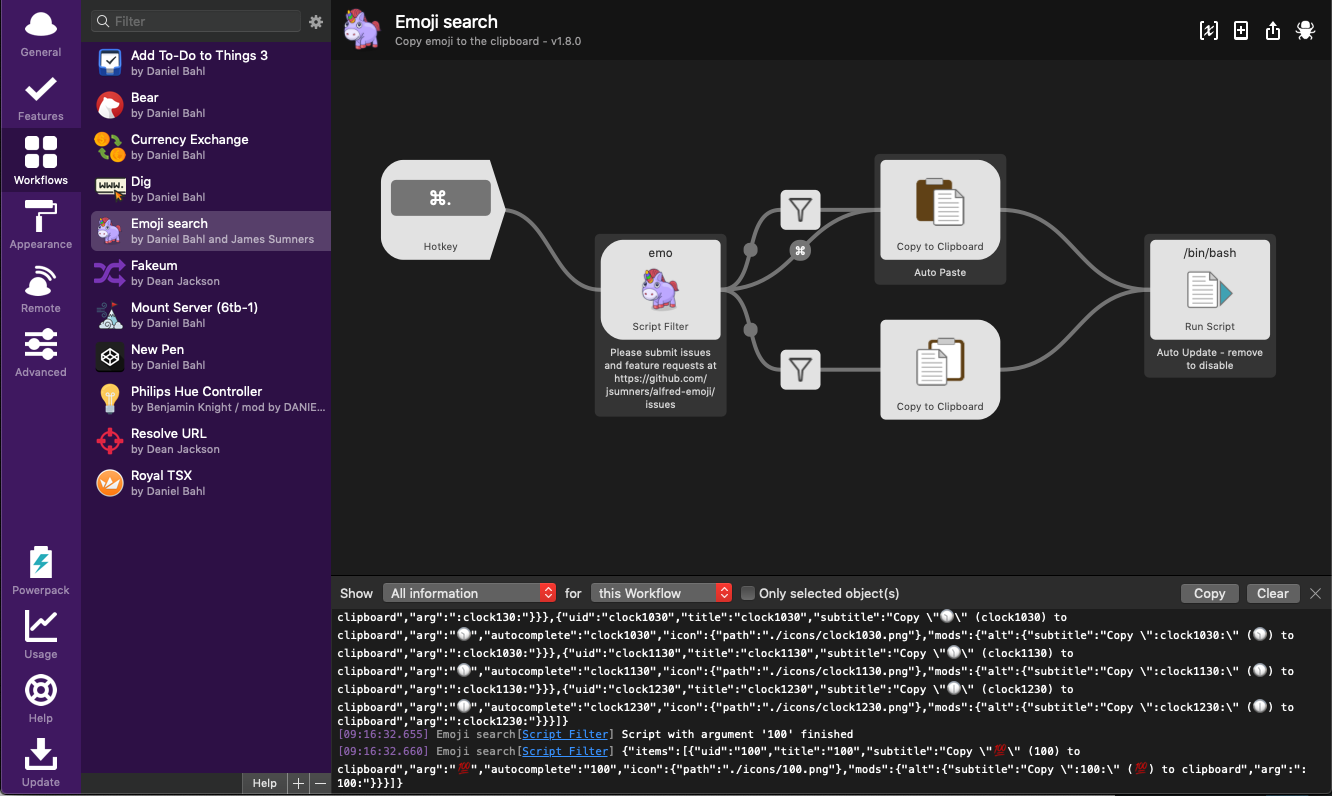 General
Features
Workflows
Appearance
Remote
Advanced
Powerpack
Usage
Help
Update
Filter
Add To-Do to Things 3
by Daniel Bahl
Bear
by Daniel Bahl
Currency Exchange
by Daniel Bahl
www.
Dig
by Daniel Bahl
Emoji search
by Daniel Bahl and James Sumners
Fakeum
by Dean Jackson
Mount Server (6tb-1)
by Daniel Bahl
New Pen
by Daniel Bahl
Philips Hue Controller
by Benjamin Knight / mod by DANIE...
Resolve URL
by Dean Jackson
Royal TSX
by Daniel Bahl
Help
+
−
Emoji search
Copy emoji to the clipboard - v1.8.0
⌘.
Hotkey
emo
Script Filter
Please submit issues
and feature requests at
https://github.com/
jsumners/alfred-emoji/
issues
⌘
Copy to Clipboard
Auto Paste
Copy to Clipboard
/bin/bash
Run Script
Auto Update - remove
to disable
Show All information for this Workflow Only selected object(s) Copy Clear
clipboard","arg":":clock130:"}}},{"uid":"clock1030","title":"clock1030","subtitle":"Copy \"🕥\" (clock1030) to
clipboard","arg":"🕥","autocomplete":"clock1030","icon":{"path":"./icons/clock1030.png"},"mods":{"alt":{"subtitle":"Copy \":clock1030:\" (🕥) to
clipboard","arg":":clock1030:"}}},{"uid":"clock1130","title":"clock1130","subtitle":"Copy \"🕦\" (clock1130) to
clipboard","arg":"🕦","autocomplete":"clock1130","icon":{"path":"./icons/clock1130.png"},"mods":{"alt":{"subtitle":"Copy \":clock1130:\" (🕦) to
clipboard","arg":":clock1130:"}}},{"uid":"clock1230","title":"clock1230","subtitle":"Copy \"🕧\" (clock1230) to
clipboard","arg":"🕧","autocomplete":"clock1230","icon":{"path":"./icons/clock1230.png"},"mods":{"alt":{"subtitle":"Copy \":clock1230:\" (🕧) to
clipboard","arg":":clock1230:"}}}]}
[09:16:32.655] Emoji search[Script Filter] Script with argument '100' finished
[09:16:32.660] Emoji search[Script Filter] {"items":[{"uid":"100","title":"100","subtitle":"Copy \"💯\" (100) to
clipboard","arg":"💯","autocomplete":"100","icon":{"path":"./icons/100.png"},"mods":{"alt":{"subtitle":"Copy \":100:\" (💯) to clipboard","arg":":
100:"}}}]}